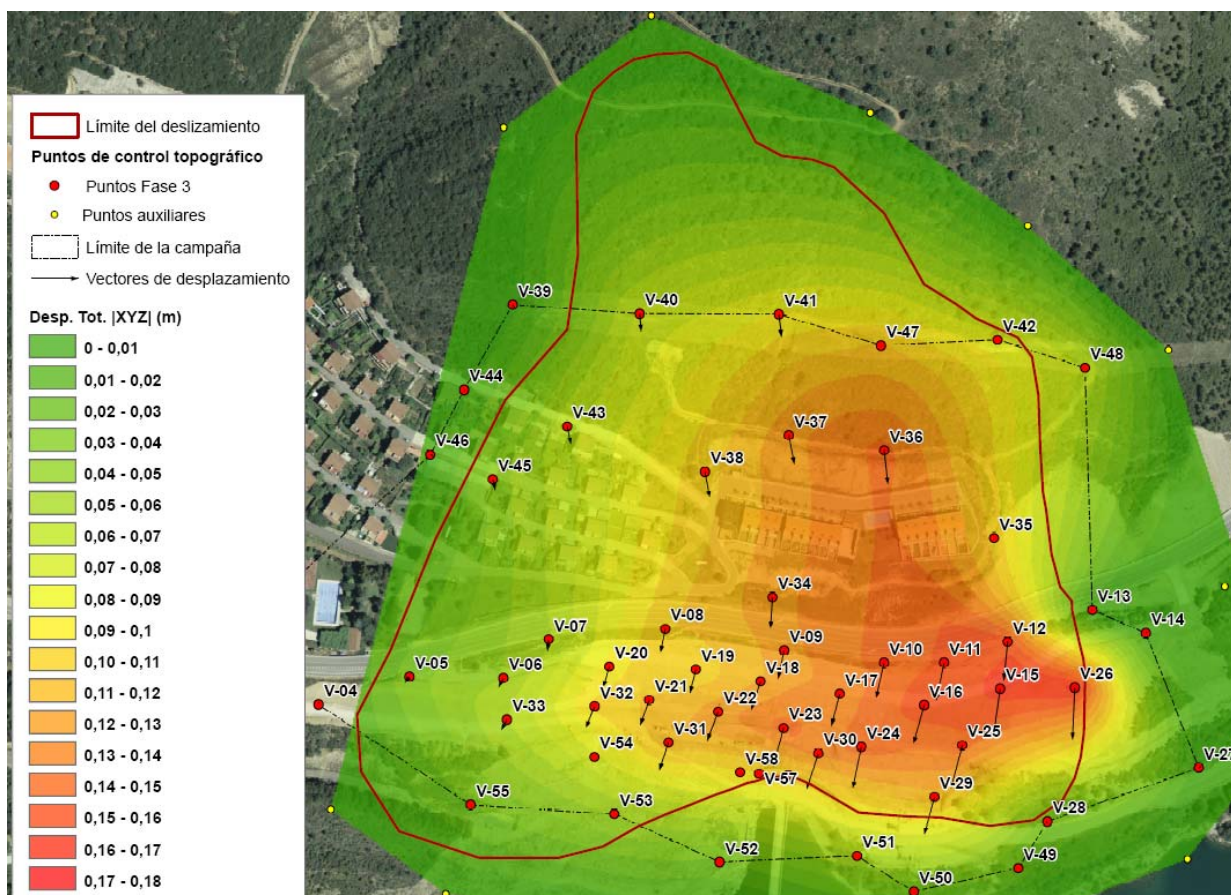 Límite del deslizamiento
Puntos de control topográfico
Puntos Fase 3
Puntos auxiliares
Límite de la campaña
Vectores de desplazamiento
Desp. Tot. |XYZ| (m)
0 - 0,01
0,01 - 0,02
0,02 - 0,03
0,03 - 0,04
0,04 - 0,05
0,05 - 0,06
0,06 - 0,07
0,07 - 0,08
0,08 - 0,09
0,09 - 0,1
0,10 - 0,11
0,11 - 0,12
0,12 - 0,13
0,13 - 0,14
0,14 - 0,15
0,15 - 0,16
0,16 - 0,17
0,17 - 0,18
V-39
V-40
V-41
V-47
V-42
V-48
V-44
V-43
V-37
V-36
V-46
V-45
V-38
V-35
V-34
V-13
V-14
V-08
V-07
V-09
V-12
V-05
V-06
V-20
V-19
V-18
V-10
V-11
V-04
V-33
V-32
V-21
V-22
V-17
V-16
V-15
V-26
V-31
V-23
V-24
V-25
V-54
V-58
V-30
V-57
V-27
V-55
V-53
V-29
V-28
V-52
V-51
V-49
V-50